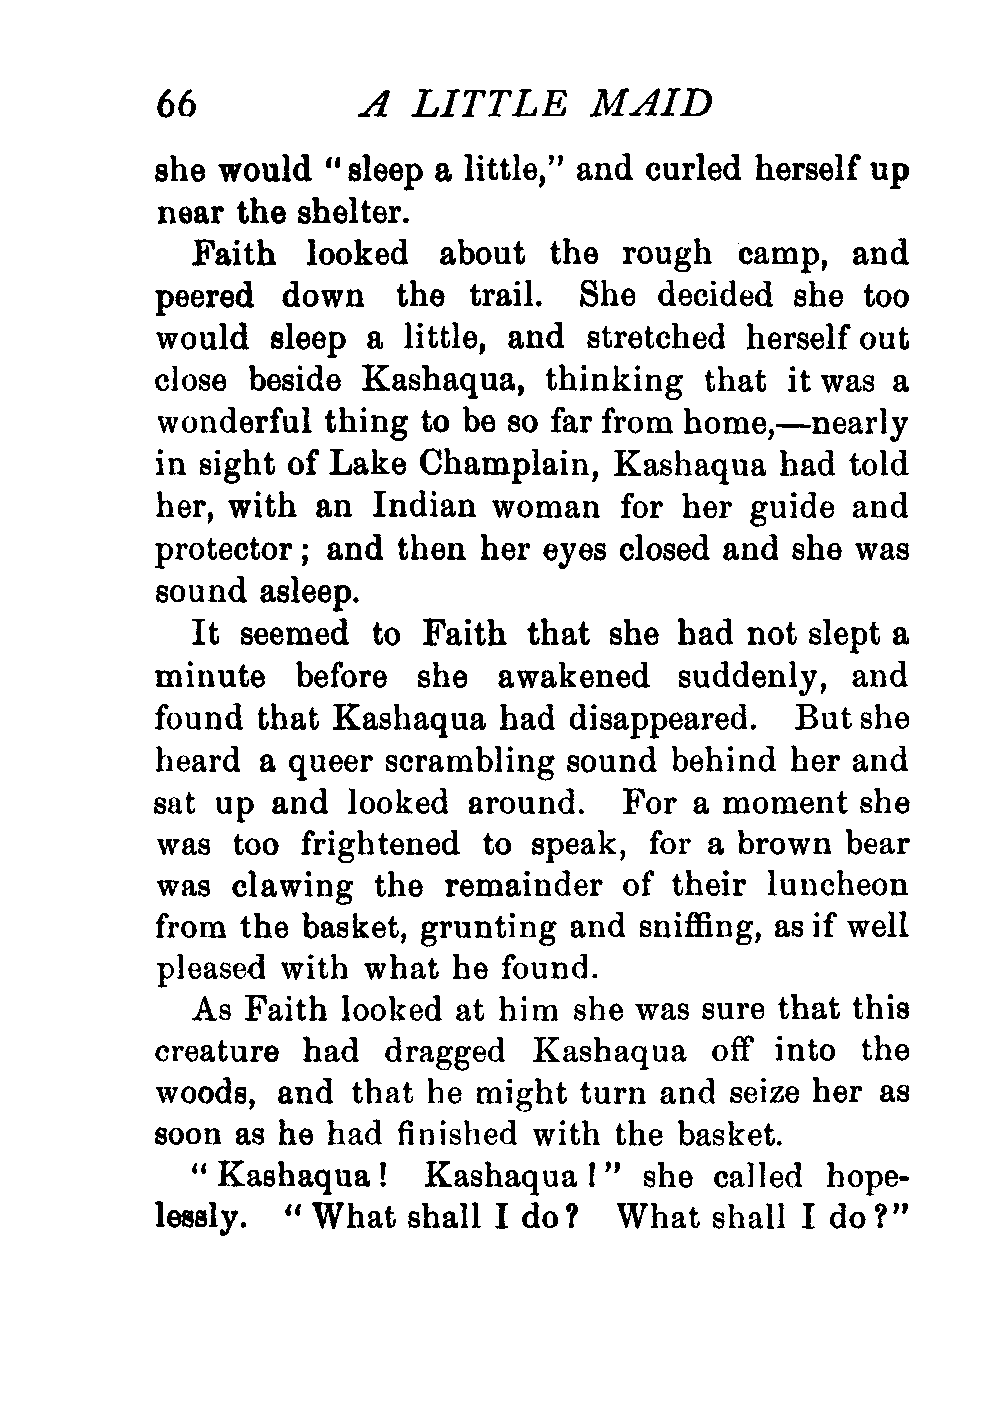 66 A LITTLE MAID
she would "sleep a little," and curled herself up
near the shelter.
Faith looked about the rough camp, and
peered down the trail. She decided she too
would sleep a little, and stretched herself out
close beside Kashaqua, thinking that it was a
wonderful thing to be so far from home,—nearly
in sight of Lake Champlain, Kashaqua had told
her, with an Indian woman for her guide and
protector; and then her eyes closed and she was
sound asleep.
It seemed to Faith that she had not slept a
minute before she awakened suddenly, and
found that Kashaqua had disappeared. But she
heard a queer scrambling sound behind her and
sat up and looked around. For a moment she
was too frightened to speak, for a brown bear
was clawing the remainder of their luncheon
from the basket, grunting and sniffing, as if well
pleased with what he found.
As Faith looked at him she was sure that this
creature had dragged Kashaqua off into the
woods, and that he might turn and seize her as
soon as he had finished with the basket.
"Kashaqua! Kashaqua!" she called hope-
lessly. "What shall I do? What shall I do?"